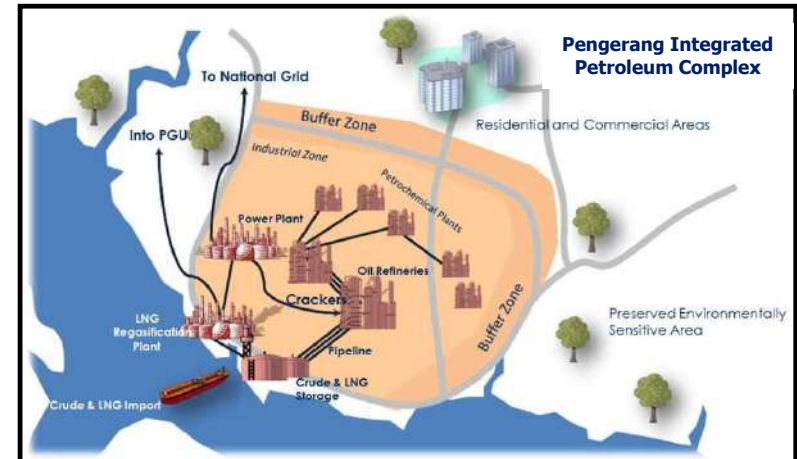 Pengerang Integrated
Petroleum Complex
To National Grid
Into PGU
Buffer Zone
Residential and Commercial Areas
Industrial Zone
Petrochemical Plants
Power Plant
Oil Refineries
Crackers
LNG
Regasification
Plant
Pipeline
Buffer Zone
Preserved Environmentally
Sensitive Area
Crude & LNG
Storage
Crude & LNG Import